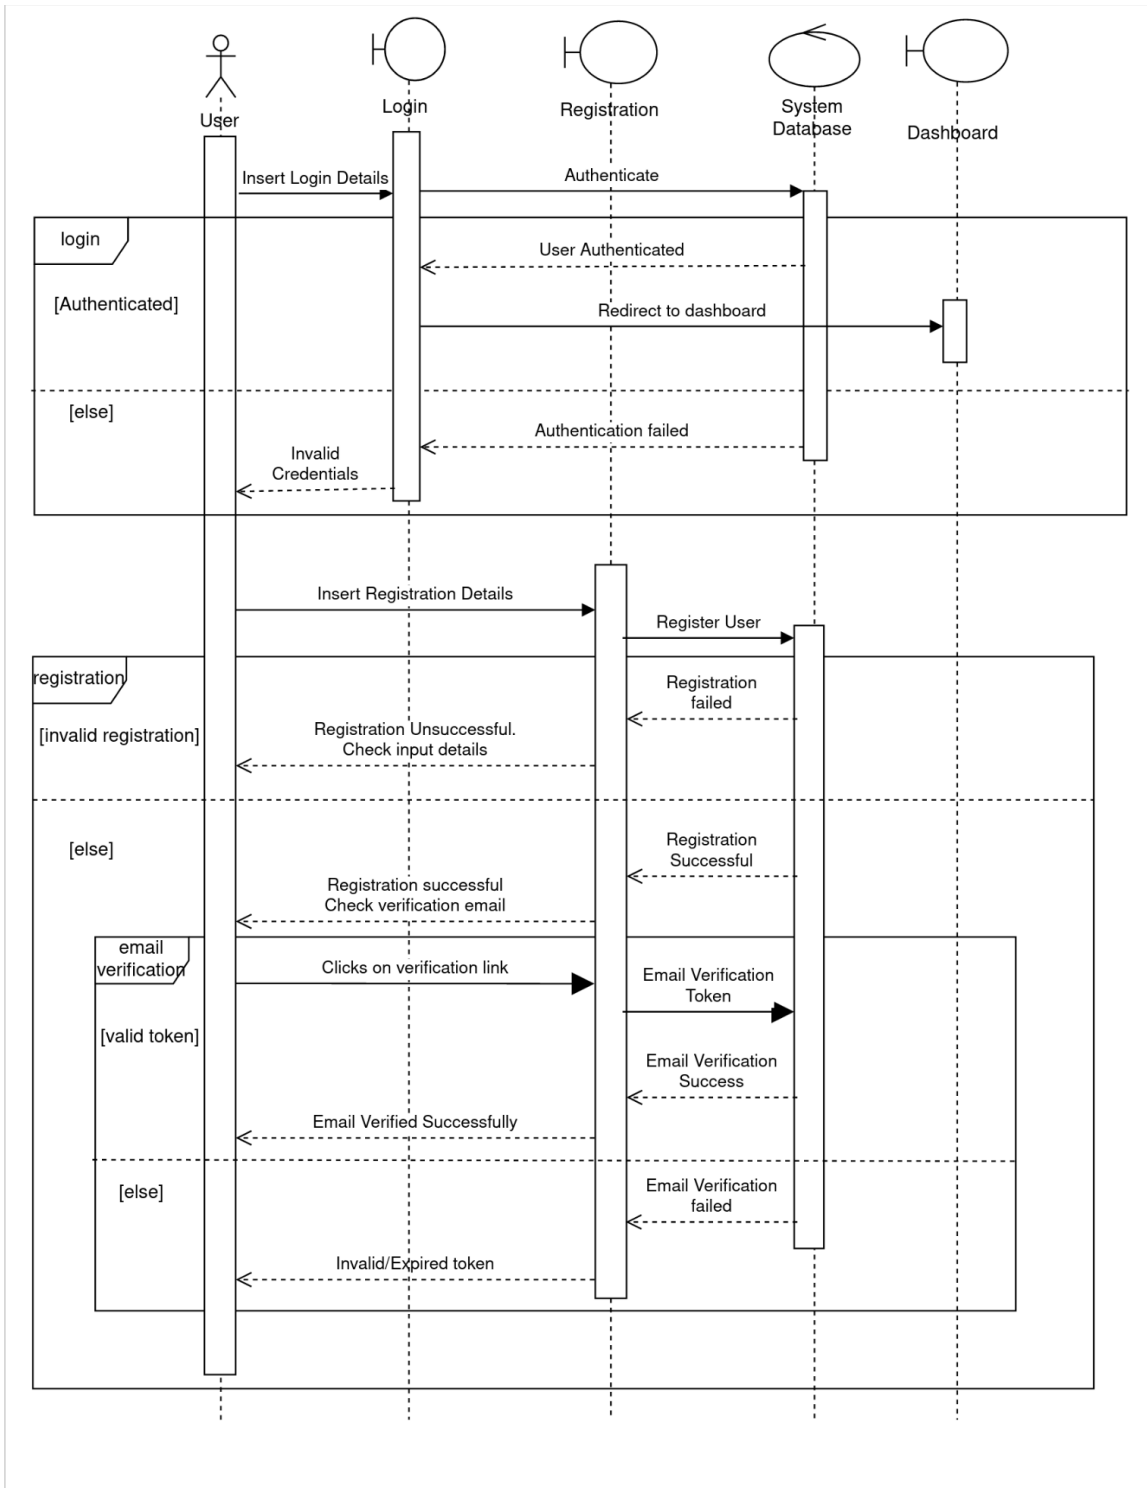 User
Login
Registration
System
Database
Dashboard
Insert Login Details
Authenticate
login
User Authenticated
[Authenticated]
Redirect to dashboard
[else]
Authentication failed
Invalid
Credentials
Insert Registration Details
Register User
registration
Registration
failed
[invalid registration]
Registration Unsuccessful.
Check input details
[else]
Registration
Successful
Registration successful
Check verification email
email
verification
Clicks on verification link
Email Verification
Token
[valid token]
Email Verification
Success
Email Verified Successfully
[else]
Email Verification
failed
Invalid/Expired token